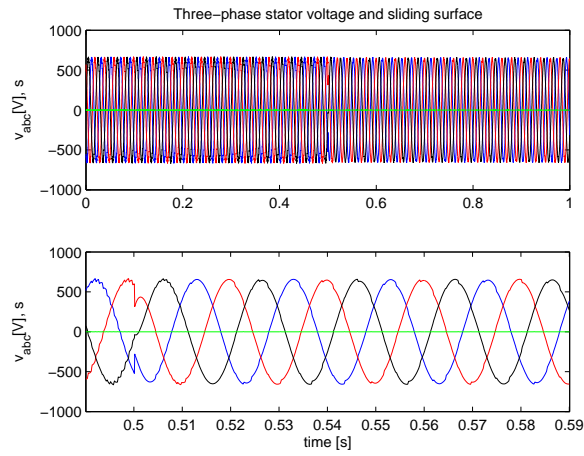 Three−phase stator voltage and sliding surface
1000
500
0
−500
−1000
v_abc[V], s
0 0.2 0.4 0.6 0.8 1
1000
500
0
−500
−1000
v_abc[V], s
0.5 0.51 0.52 0.53 0.54 0.55 0.56 0.57 0.58 0.59
time [s]